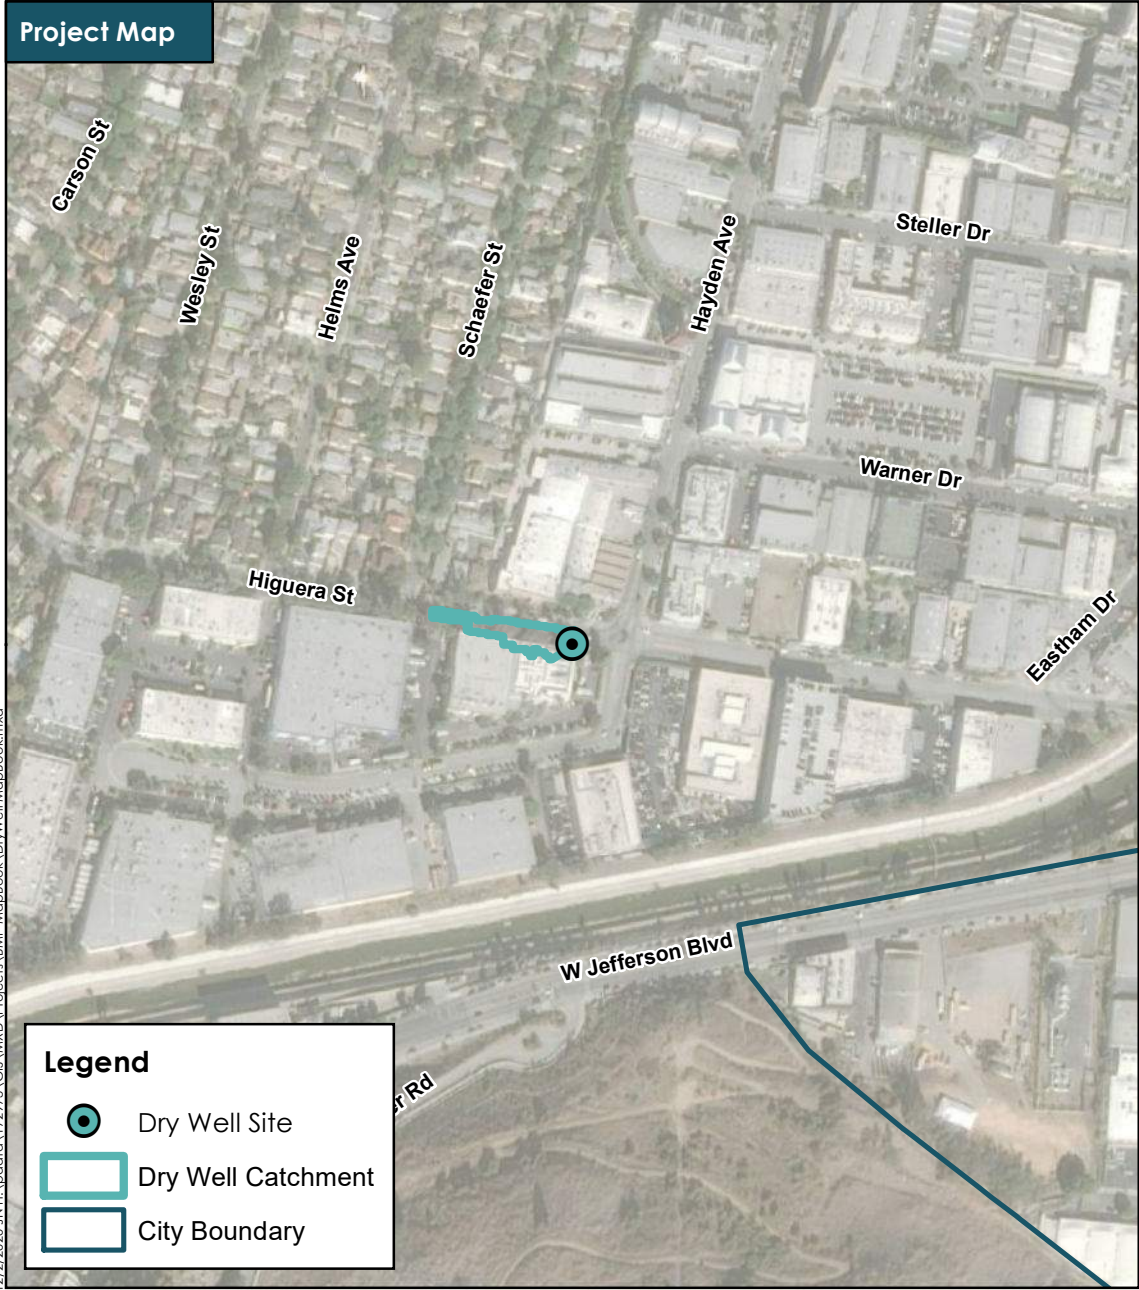 Project Map
Carson St
Wesley St
Helms Ave
Schaefer St
Hayden Ave
Steller Dr
Warner Dr
Higuera St
Eastham Dr
W Jefferson Blvd
Rd
Legend
Dry Well Site
Dry Well Catchment
City Boundary